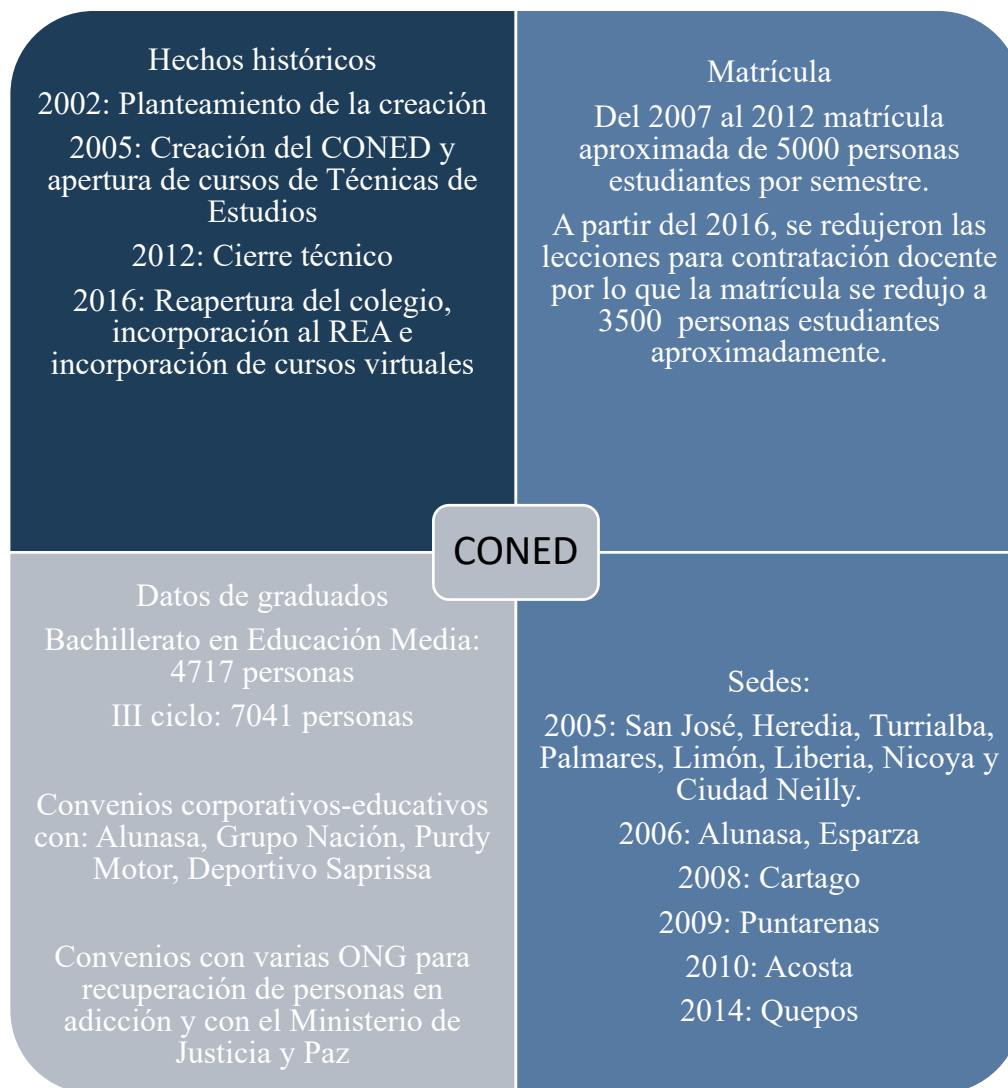 Hechos históricos
2002: Planteamiento de la creación
2005: Creación del CONED y
apertura de cursos de Técnicas de
Estudios
2012: Cierre técnico
2016: Reapertura del colegio,
incorporación al REA e
incorporación de cursos virtuales
Matrícula
Del 2007 al 2012 matrícula
aproximada de 5000 personas
estudiantes por semestre.
A partir del 2016, se redujeron las
lecciones para contratación docente
por lo que la matrícula se redujo a
3500 personas estudiantes
aproximadamente.
CONED
Datos de graduados
Bachillerato en Educación Media:
4717 personas
III ciclo: 7041 personas
Convenios corporativos-educativos
con: Alunasa, Grupo Nación, Purdy
Motor, Deportivo Saprissa
Convenios con varias ONG para
recuperación de personas en
adicción y con el Ministerio de
Justicia y Paz
Sedes:
2005: San José, Heredia, Turrialba,
Palmares, Limón, Liberia, Nicoya y
Ciudad Neilly.
2006: Alunasa, Esparza
2008: Cartago
2009: Puntarenas
2010: Acosta
2014: Quepos